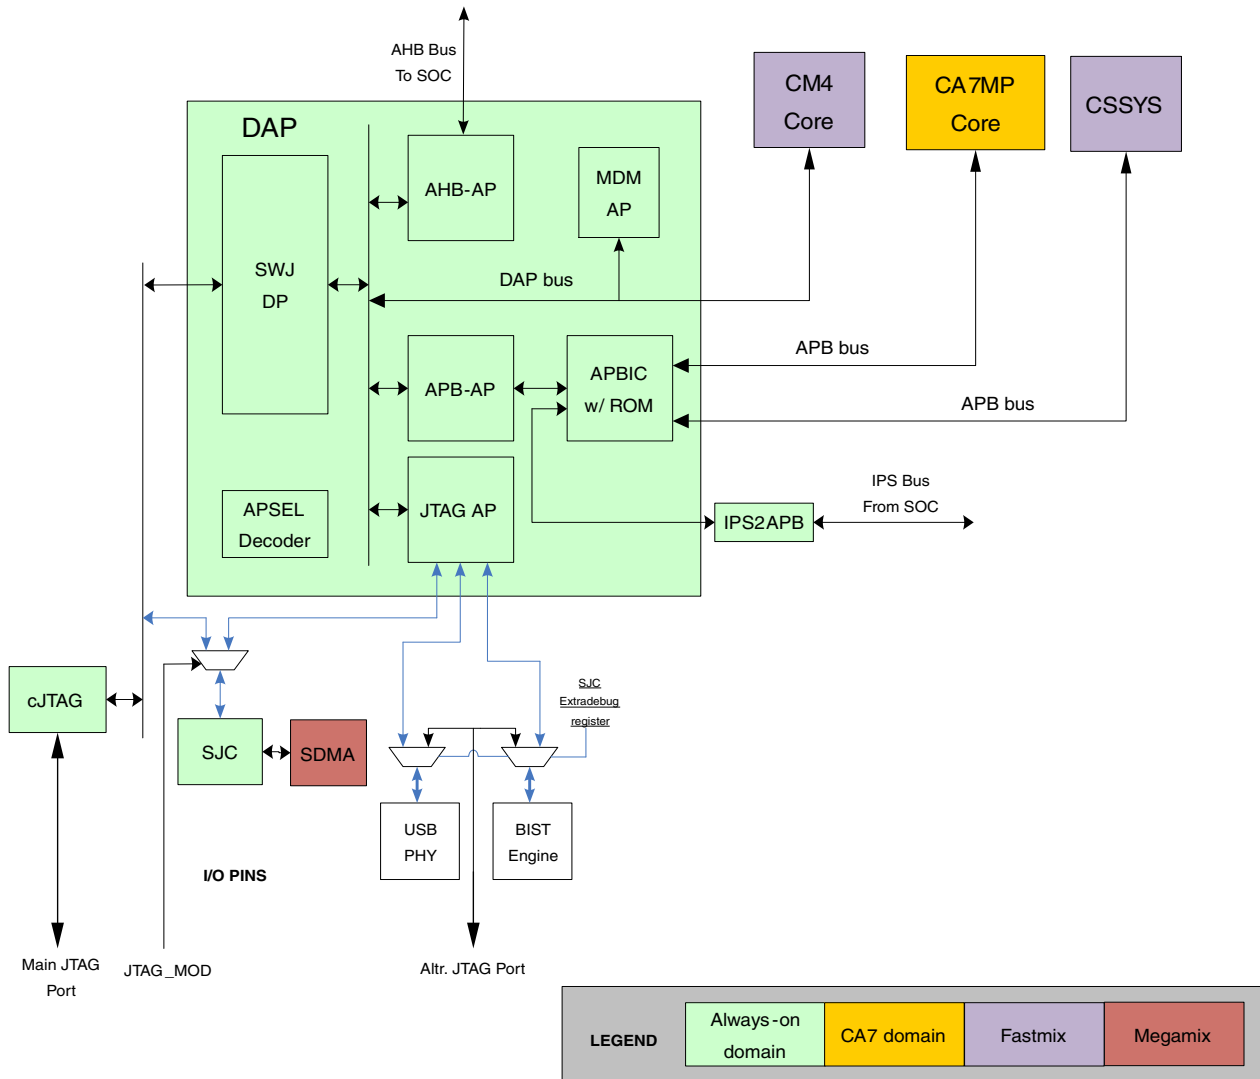 AHB Bus
To SOC
CM4
Core
CA7MP
Core
CSSYS
DAP
AHB-AP
MDM
AP
SWJ
DP
DAP bus
APB-AP
APBIC
w/ ROM
APB bus
APB bus
APSEL
Decoder
JTAG AP
IPS2APB
IPS Bus
From SOC
cJTAG
SJC
SDMA
SJC
Extradebug
register
USB
PHY
BIST
Engine
I/O PINS
Main JTAG
Port
JTAG_MOD
Altr. JTAG Port
LEGEND
Always-on
domain
CA7 domain
Fastmix
Megamix